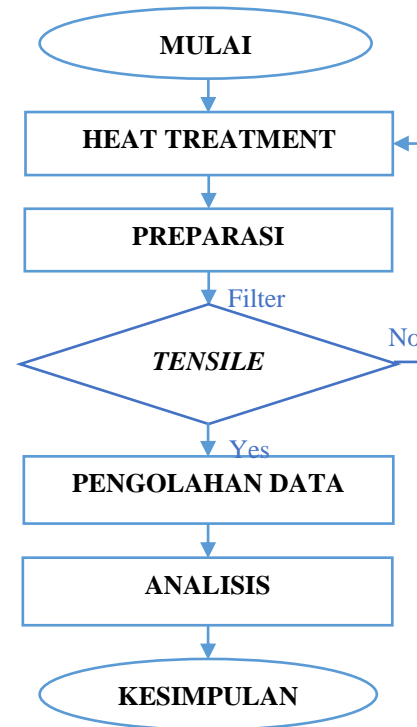 MULAI
HEAT TREATMENT
PREPARASI
Filter
TENSILE
No
Yes
PENGOLAHAN DATA
ANALISIS
KESIMPULAN